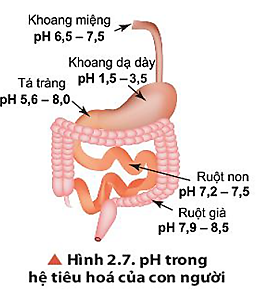 Khoang miệng
pH 6,5 – 7,5
Khoang dạ dày
pH 1,5 – 3,5
Tá tràng
pH 5,6 – 8,0
Ruột non
pH 7,2 – 7,5
Ruột già
pH 7,9 – 8,5
▲ Hình 2.7. pH trong
hệ tiêu hoá của con người